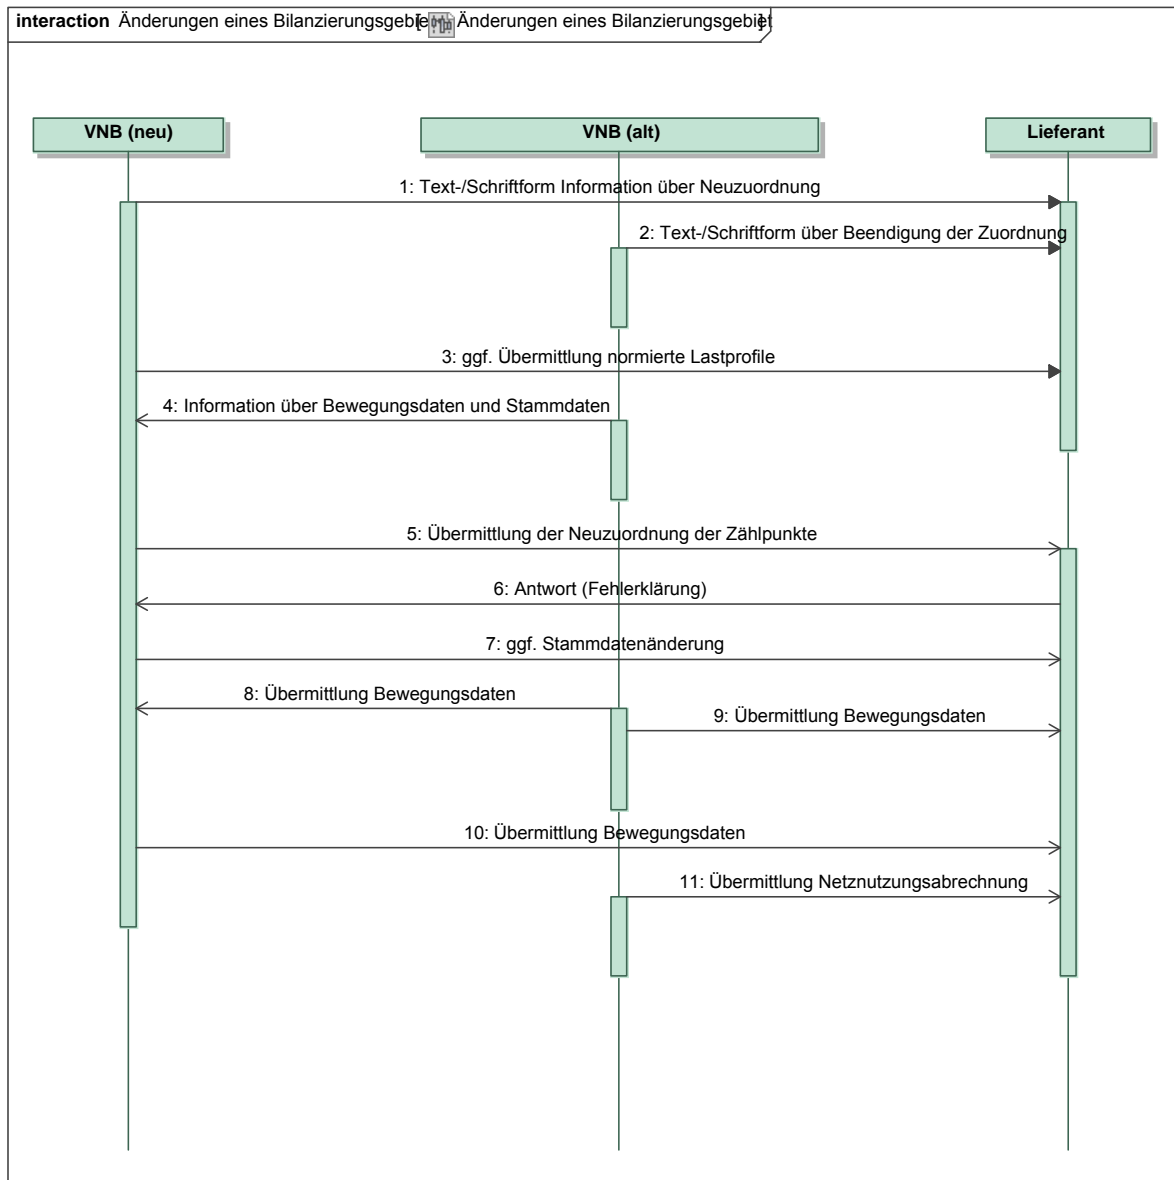 interaction Änderungen eines Bilanzierungsgebie[ Änderungen eines Bilanzierungsgebiet]
VNB (neu)
VNB (alt)
Lieferant
1: Text-/Schriftform Information über Neuzuordnung
2: Text-/Schriftform über Beendigung der Zuordnung
3: ggf. Übermittlung normierte Lastprofile
4: Information über Bewegungsdaten und Stammdaten
5: Übermittlung der Neuzuordnung der Zählpunkte
6: Antwort (Fehlerklärung)
7: ggf. Stammdatenänderung
8: Übermittlung Bewegungsdaten
9: Übermittlung Bewegungsdaten
10: Übermittlung Bewegungsdaten
11: Übermittlung Netznutzungsabrechnung